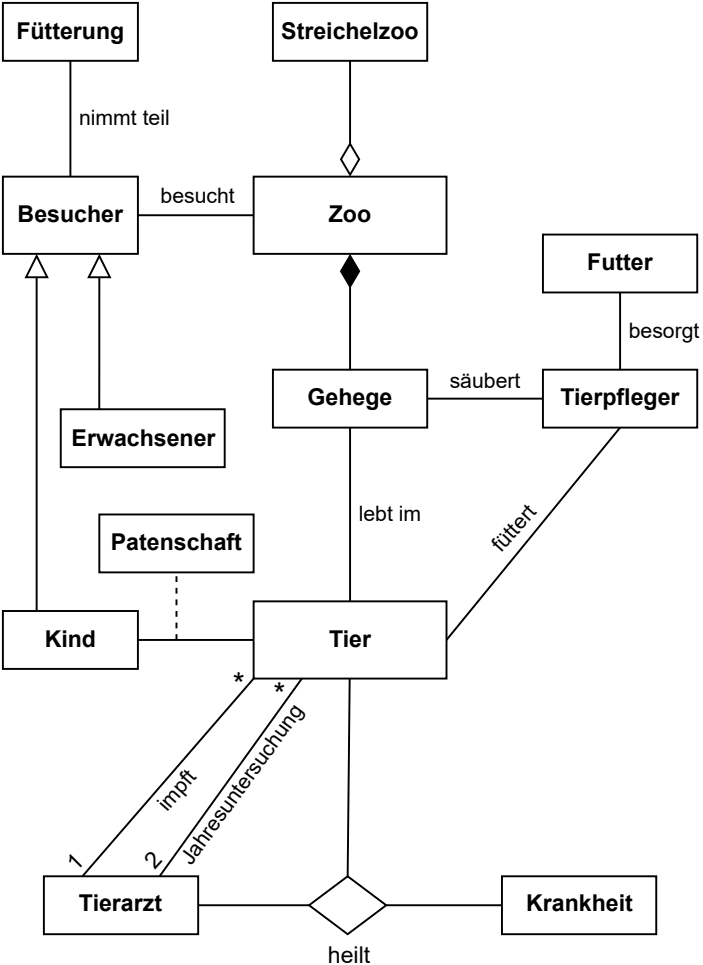 Fütterung
Streichelzoo
nimmt teil
Besucher
besucht
Zoo
Futter
besorgt
Gehege
säubert
Tierpfleger
Erwachsener
lebt im
füttert
Patenschaft
Kind
Tier
*
*
impft
Jahresuntersuchung
1
2
Tierarzt
Krankheit
heilt